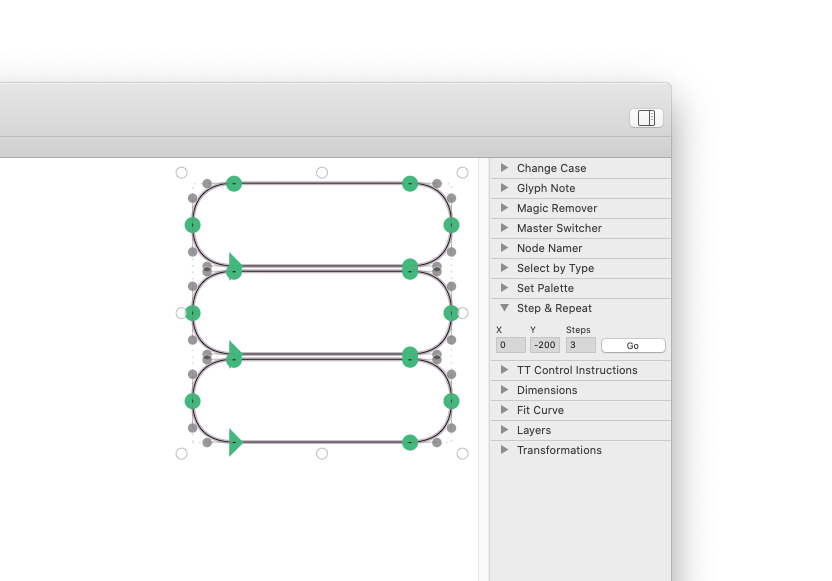 Change Case
Glyph Note
Magic Remover
Master Switcher
Node Namer
Select by Type
Set Palette
Step & Repeat
X Y Steps
0 -200 3 Go
TT Control Instructions
Dimensions
Fit Curve
Layers
Transformations